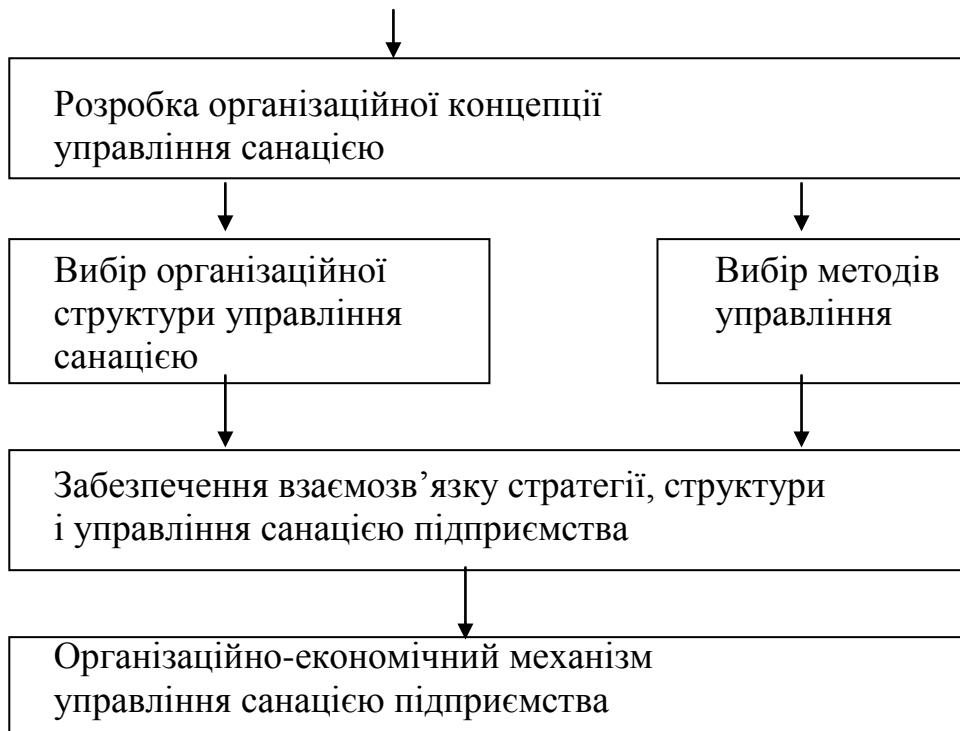 Розробка організаційної концепції
управління санацією
Вибір організаційної
структури управління
санацією
Вибір методів
управління
Забезпечення взаємозв’язку стратегії, структури
і управління санацією підприємства
Організаційно-економічний механізм
управління санацією підприємства